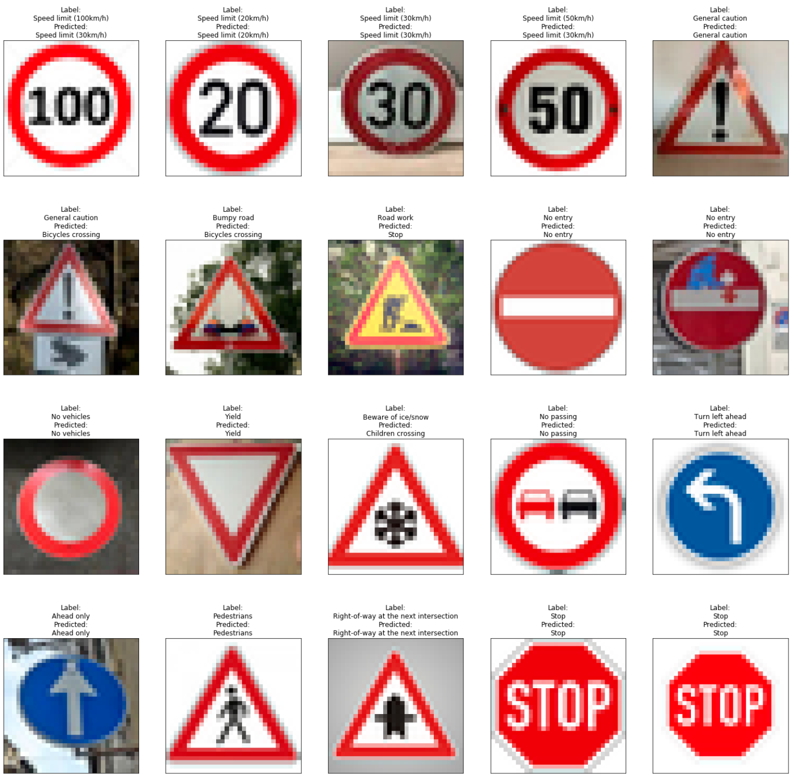 Label:
Speed limit (100km/h)
Predicted:
Speed limit (30km/h)
Label:
Speed limit (20km/h)
Predicted:
Speed limit (20km/h)
Label:
Speed limit (30km/h)
Predicted:
Speed limit (30km/h)
Label:
Speed limit (50km/h)
Predicted:
Speed limit (30km/h)
Label:
General caution
Predicted:
General caution
100
20
30
50
!
Label:
General caution
Predicted:
Bicycles crossing
Label:
Bumpy road
Predicted:
Bicycles crossing
Label:
Road work
Predicted:
Stop
Label:
No entry
Predicted:
No entry
Label:
No entry
Predicted:
No entry
!
Label:
No vehicles
Predicted:
No vehicles
Label:
Yield
Predicted:
Yield
Label:
Beware of ice/snow
Predicted:
Children crossing
Label:
No passing
Predicted:
No passing
Label:
Turn left ahead
Predicted:
Turn left ahead
Label:
Ahead only
Predicted:
Ahead only
Label:
Pedestrians
Predicted:
Pedestrians
Label:
Right-of-way at the next intersection
Predicted:
Right-of-way at the next intersection
Label:
Stop
Predicted:
Stop
Label:
Stop
Predicted:
Stop
STOP
STOP